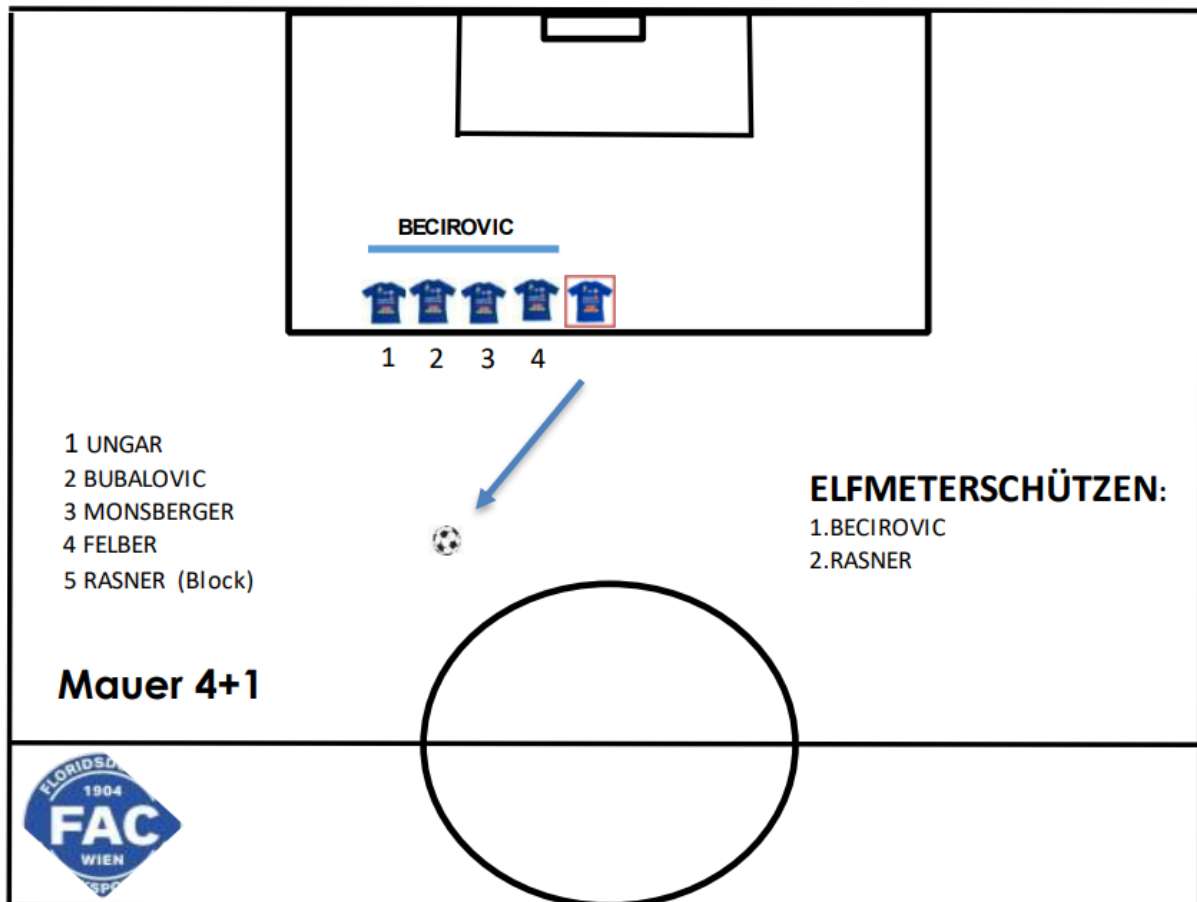 BECIROVIC
1 2 3 4
1 UNGAR
2 BUBALOVIC
3 MONSBERGER
4 FELBER
5 RASNER (Block)
ELFMETERSCHÜTZEN:
1.BECIROVIC
2.RASNER
Mauer 4+1
1904
FAC
WIEN